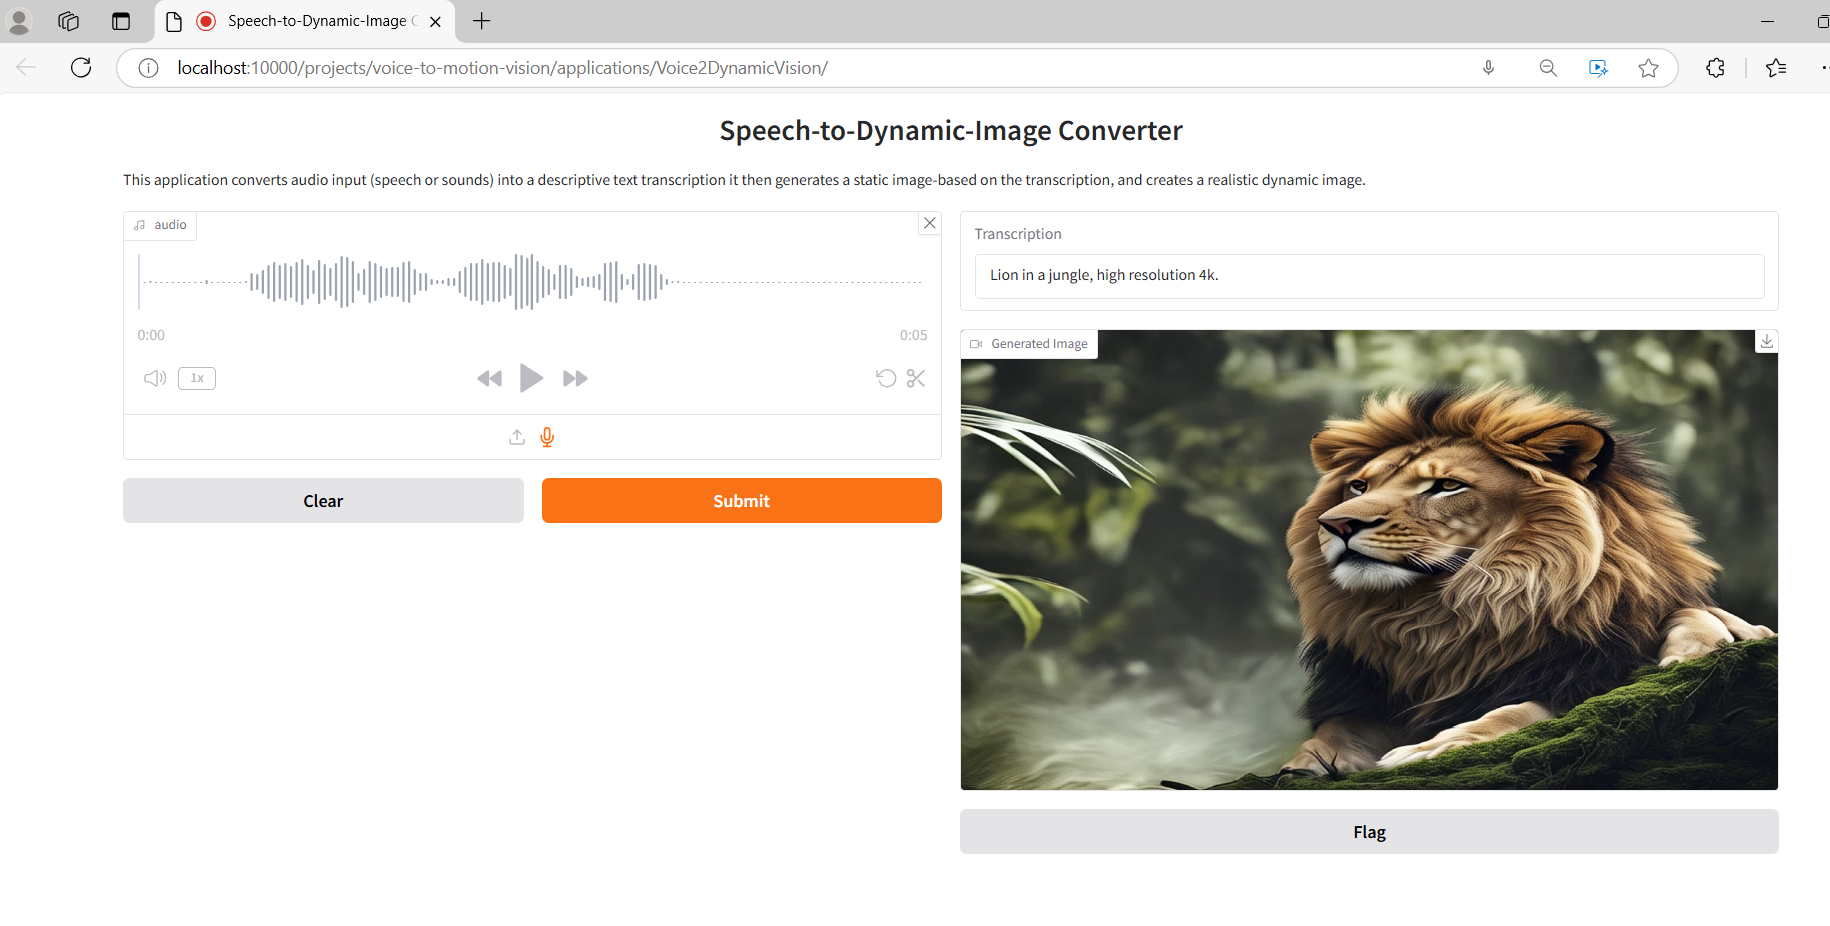 Speech-to-Dynamic-Image C
localhost:10000/projects/voice-to-motion-vision/applications/Voice2DynamicVision/
Speech-to-Dynamic-Image Converter
This application converts audio input (speech or sounds) into a descriptive text transcription it then generates a static image-based on the transcription, and creates a realistic dynamic image.
audio
0:00
0:05
1x
Clear
Submit
Transcription
Lion in a jungle, high resolution 4k.
Generated Image
Flag